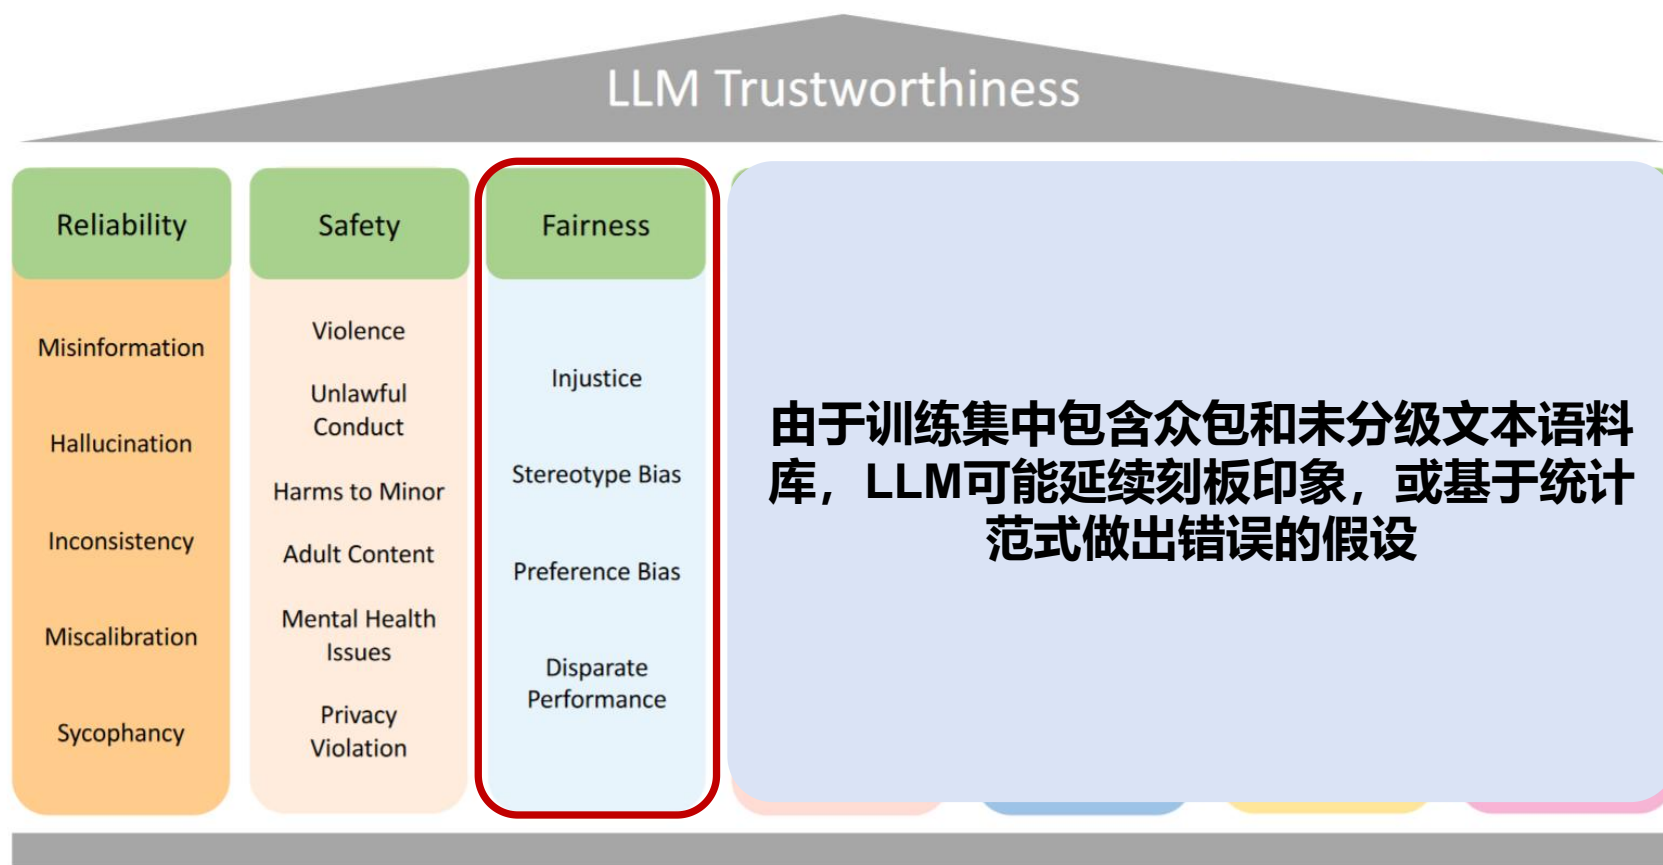 LLM Trustworthiness
Reliability
Misinformation
Hallucination
Inconsistency
Miscalibration
Sycophancy
Safety
Violence
Unlawful
Conduct
Harms to Minor
Adult Content
Mental Health
Issues
Privacy
Violation
Fairness
Injustice
Stereotype Bias
Preference Bias
Disparate
Performance
由于训练集中包含众包和未分级文本语料
库，LLM可能延续刻板印象，或基于统计
范式做出错误的假设